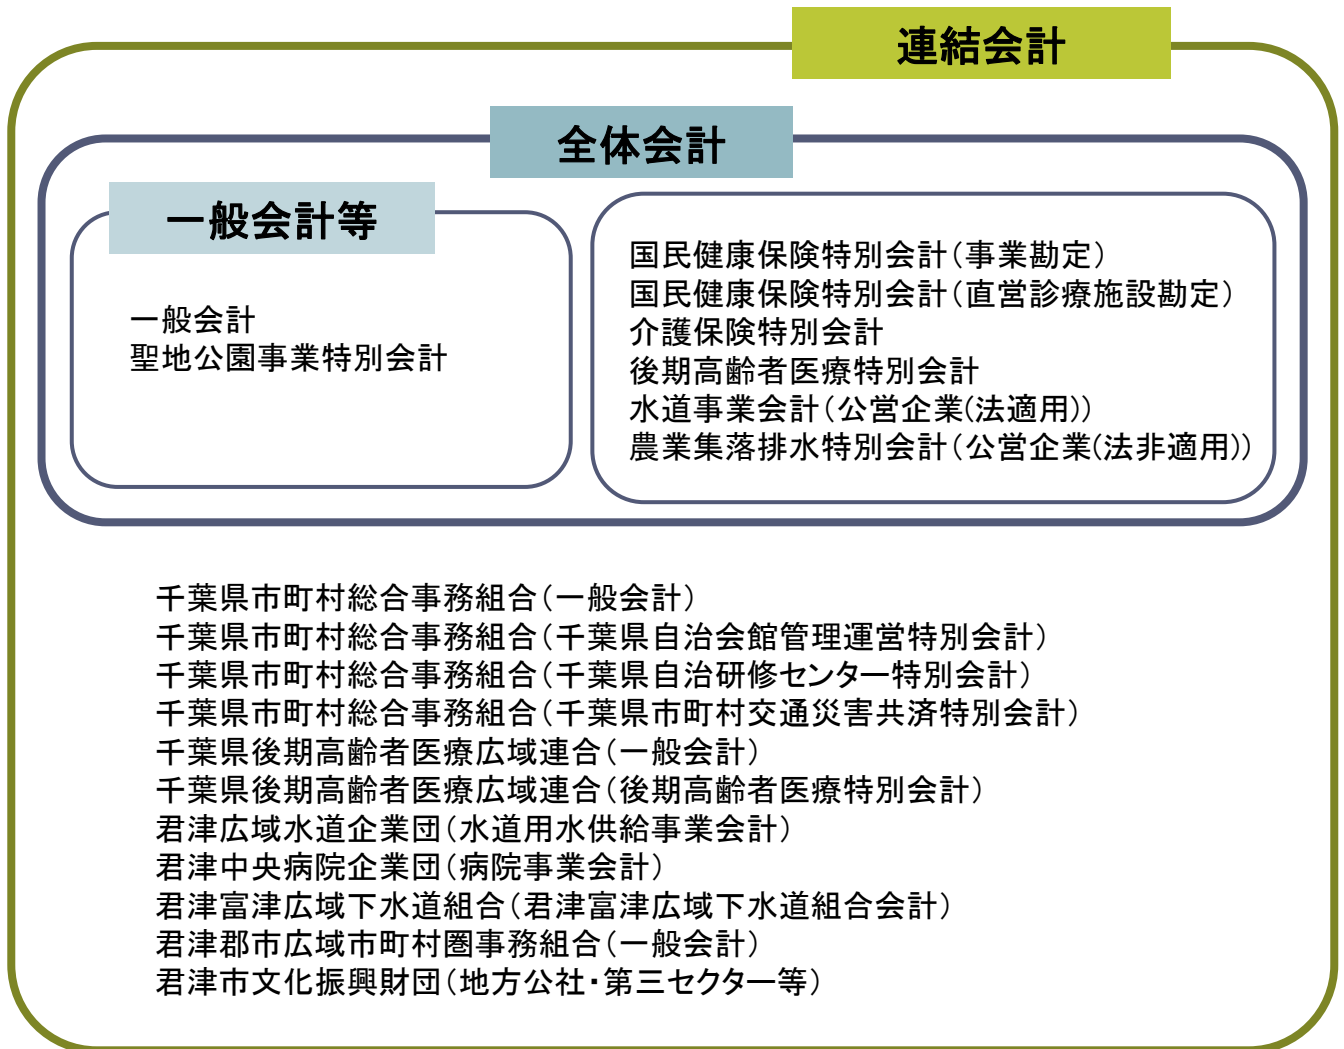 連結会計
全体会計
一般会計等
一般会計
聖地公園事業特別会計
国民健康保険特別会計(事業勘定)
国民健康保険特別会計(直営診療施設勘定)
介護保険特別会計
後期高齢者医療特別会計
水道事業会計(公営企業(法適用))
農業集落排水特別会計(公営企業(法非適用))
千葉県市町村総合事務組合(一般会計)
千葉県市町村総合事務組合(千葉県自治会館管理運営特別会計)
千葉県市町村総合事務組合(千葉県自治研修センター特別会計)
千葉県市町村総合事務組合(千葉県市町村交通災害共済特別会計)
千葉県後期高齢者医療広域連合(一般会計)
千葉県後期高齢者医療広域連合(後期高齢者医療特別会計)
君津広域水道企業団(水道用水供給事業会計)
君津中央病院企業団(病院事業会計)
君津富津広域下水道組合(君津富津広域下水道組合会計)
君津郡市広域市町村圏事務組合(一般会計)
君津市文化振興財団(地方公社・第三セクター等)